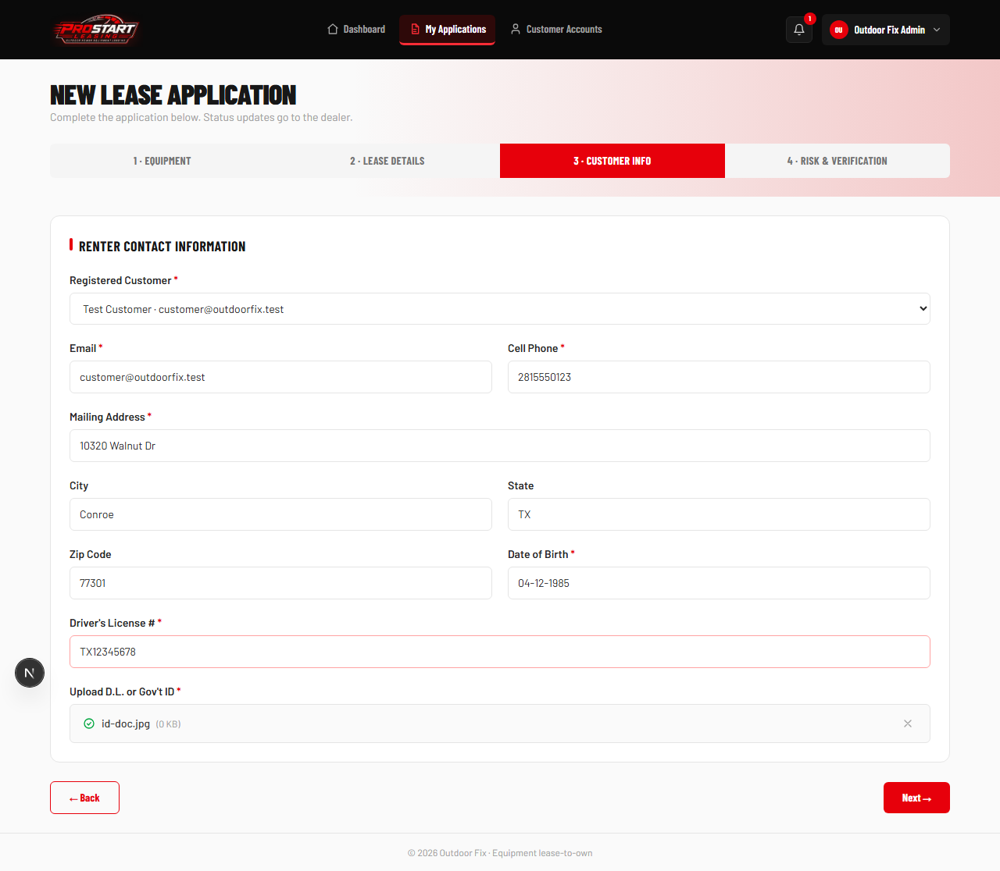 PROSTART
LEASING
Dashboard
My Applications
Customer Accounts
1
OU
Outdoor Fix Admin
NEW LEASE APPLICATION
Complete the application below. Status updates go to the dealer.
1 · EQUIPMENT
2 · LEASE DETAILS
3 · CUSTOMER INFO
4 · RISK & VERIFICATION
RENTER CONTACT INFORMATION
Registered Customer *
Test Customer · customer@outdoorfix.test
Email *
Cell Phone *
customer@outdoorfix.test
2815550123
Mailing Address *
10320 Walnut Dr
City
State
Conroe
TX
Zip Code
Date of Birth *
77301
04-12-1985
Driver's License # *
TX12345678
N
Upload D.L. or Gov't ID *
id-doc.jpg (0 KB)
← Back
Next →
© 2026 Outdoor Fix · Equipment lease-to-own